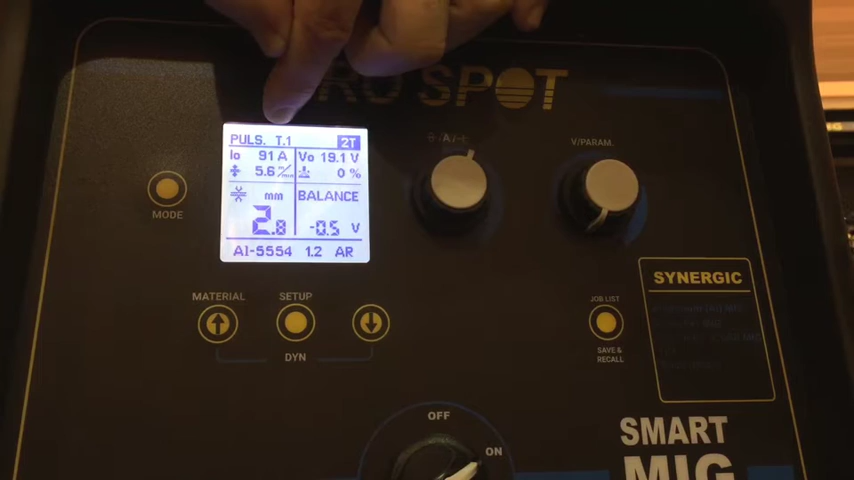 RO SPOT
PULS. T.1 2T
Io 91 A Vo 19.1 V
5.6 m/min 0 %
mm BALANCE
2.8 -0.5 V
Al-5554 1.2 AR
/A/
V/PARAM.
MODE
MATERIAL
SETUP
DYN
JOB LIST
SAVE &
RECALL
SYNERGIC
OFF
ON
SMART
MIG